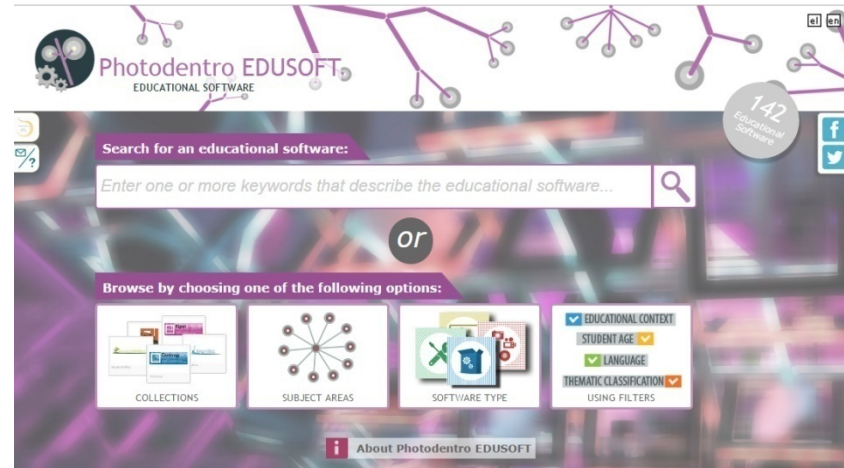 el en
Photodentro EDUSOFT
EDUCATIONAL SOFTWARE
142
Educational
Software
Search for an educational software:
Enter one or more keywords that describe the educational software...
or
Browse by choosing one of the following options:
EDUCATIONAL CONTEXT
STUDENT AGE
LANGUAGE
THEMATIC CLASSIFICATION
COLLECTIONS
SUBJECT AREAS
SOFTWARE TYPE
USING FILTERS
i About Photodentro EDUSOFT